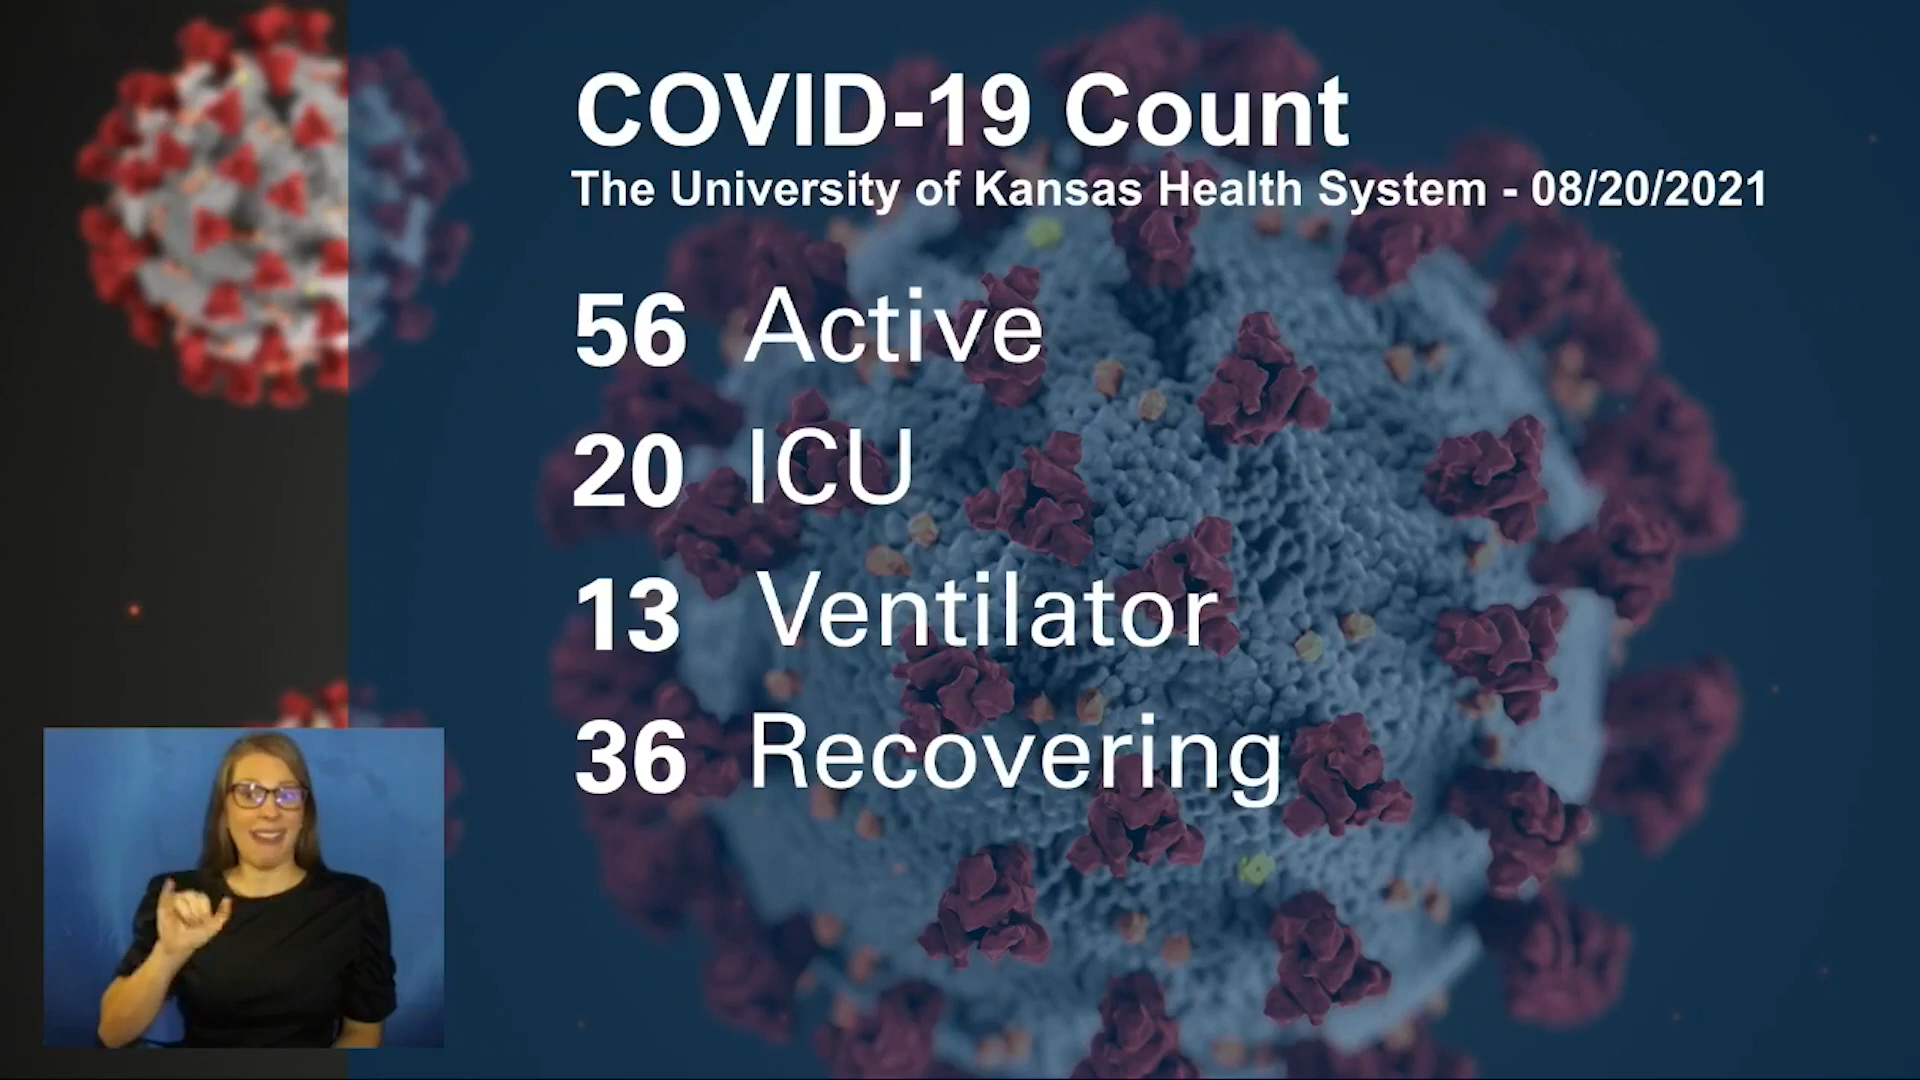 COVID-19 Count
The University of Kansas Health System - 08/20/2021
56 Active
20 ICU
13 Ventilator
36 Recovering